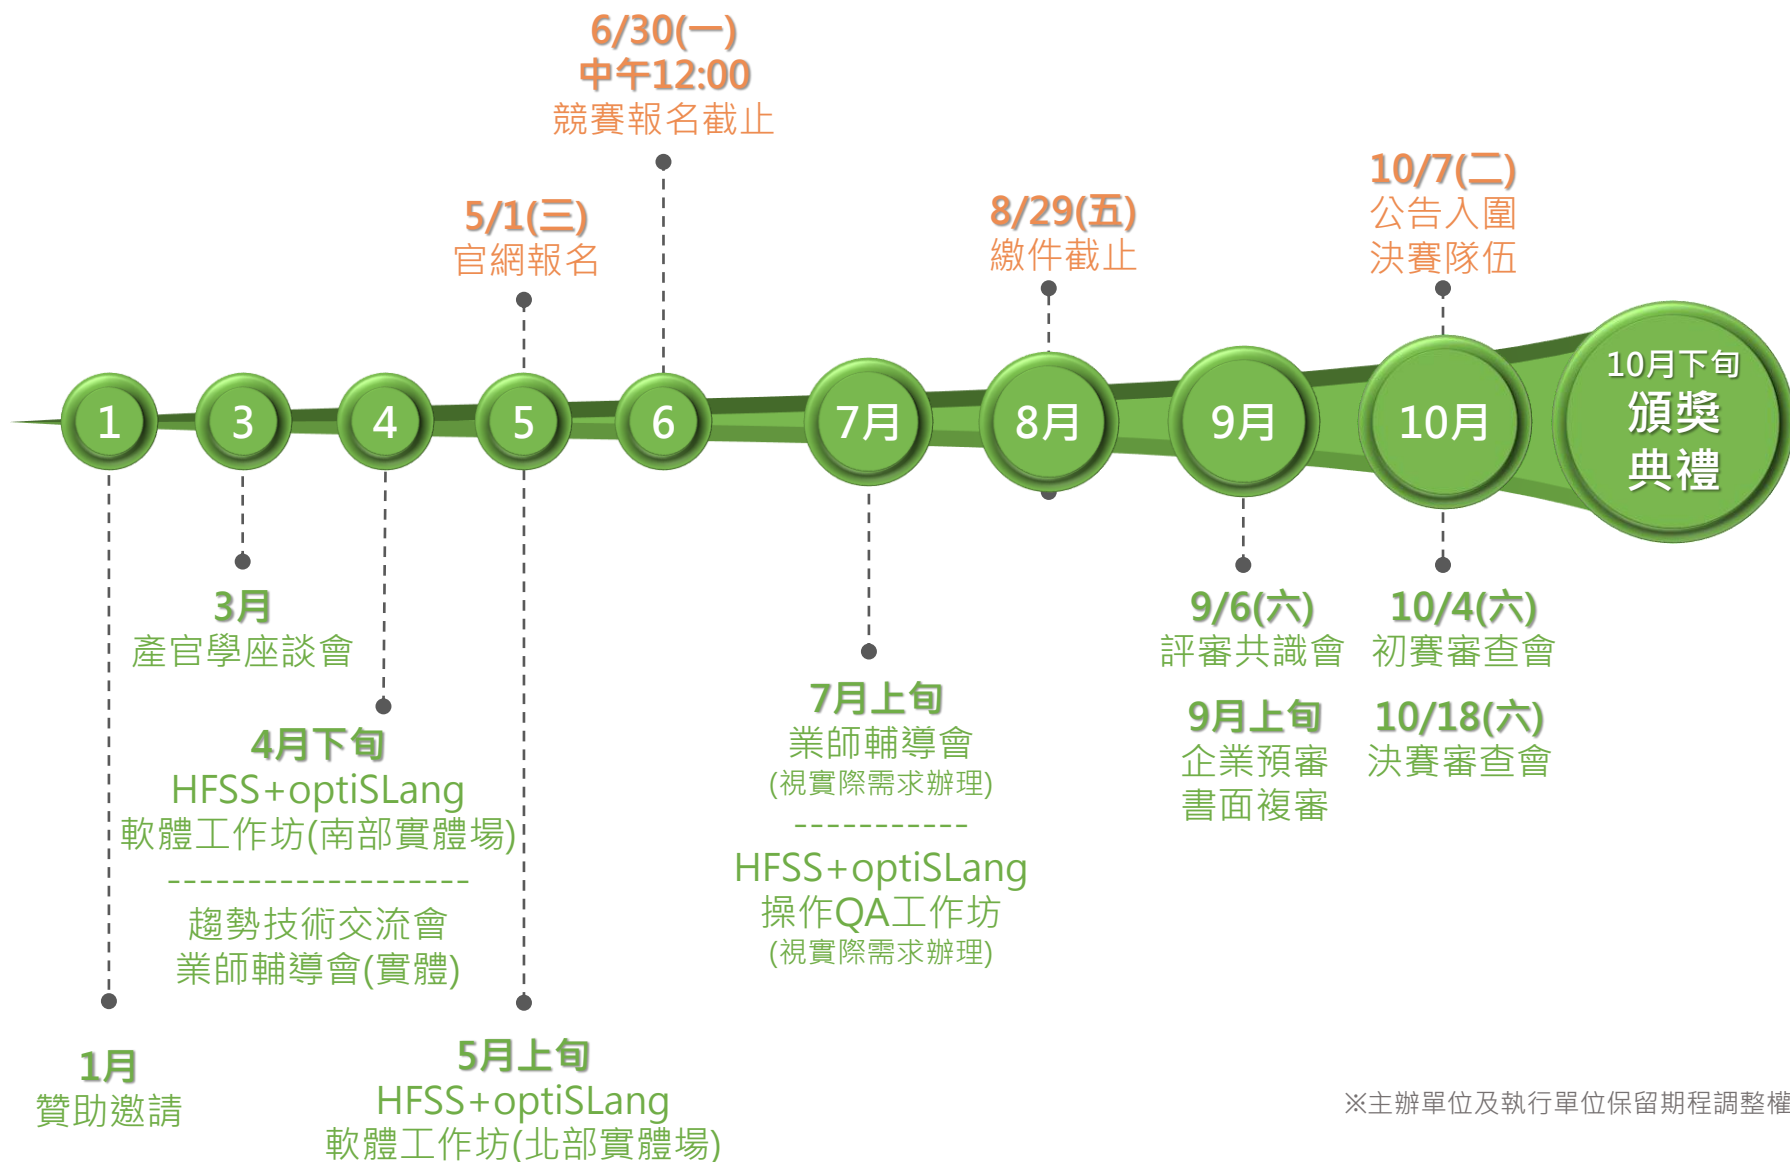 6/30(一)
中午12:00
競賽報名截止
5/1(三)
官網報名
8/29(五)
繳件截止
10/7(二)
公告入圍
決賽隊伍
1
3
4
5
6
7月
8月
9月
10月
10月下旬
頒獎
典禮
3月
產官學座談會
4月下旬
HFSS+optiSLang
軟體工作坊(南部實體場)
-------------------
趨勢技術交流會
業師輔導會(實體)
1月
贊助邀請
5月上旬
HFSS+optiSLang
軟體工作坊(北部實體場)
7月上旬
業師輔導會
(視實際需求辦理)
-----------
HFSS+optiSLang
操作QA工作坊
(視實際需求辦理)
9/6(六)
評審共識會
9月上旬
企業預審
書面複審
10/4(六)
初賽審查會
10/18(六)
決賽審查會
※主辦單位及執行單位保留期程調整權